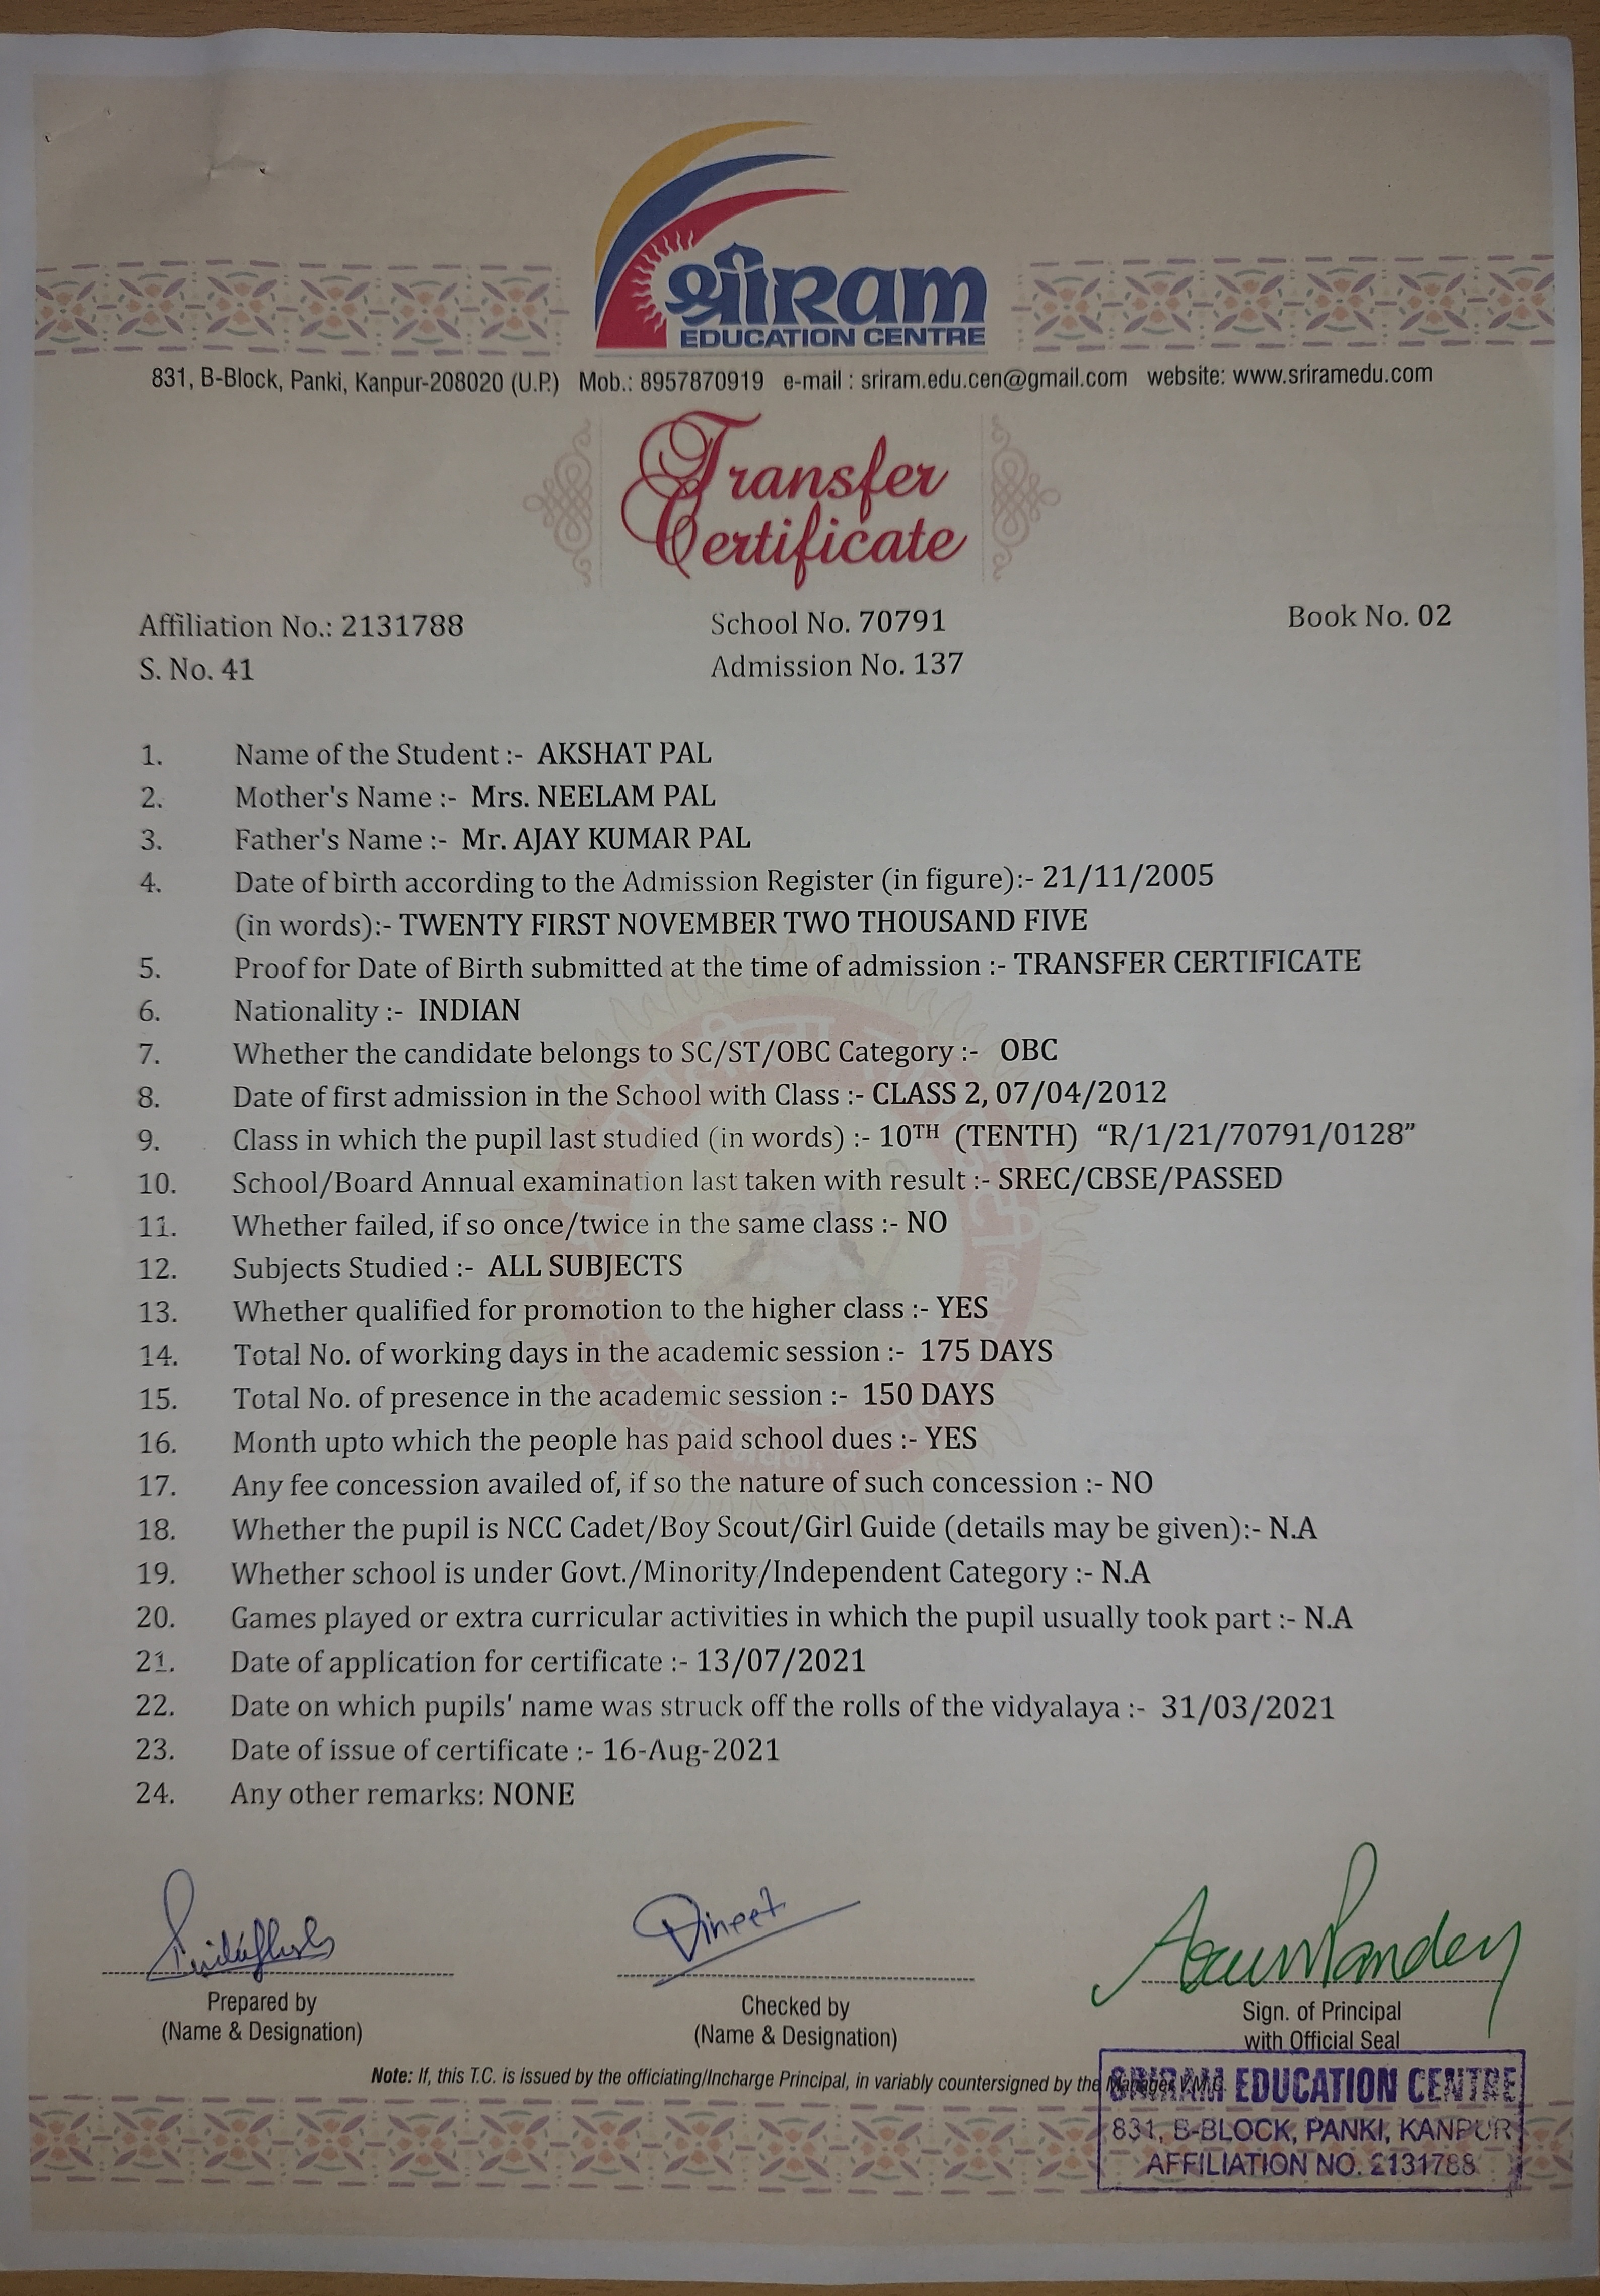 श्रीRam
EDUCATION CENTRE
831, B-Block, Panki, Kanpur-208020 (U.P.) Mob.: 8957870919 e-mail : sriram.edu.cen@gmail.com website: www.sriramedu.com
Transfer
Certificate
Affiliation No.: 2131788 School No. 70791 Book No. 02
S. No. 41 Admission No. 137
1. Name of the Student :- AKSHAT PAL
2. Mother's Name :- Mrs. NEELAM PAL
3. Father's Name :- Mr. AJAY KUMAR PAL
4. Date of birth according to the Admission Register (in figure):- 21/11/2005
(in words):- TWENTY FIRST NOVEMBER TWO THOUSAND FIVE
5. Proof for Date of Birth submitted at the time of admission :- TRANSFER CERTIFICATE
6. Nationality :- INDIAN
7. Whether the candidate belongs to SC/ST/OBC Category :- OBC
8. Date of first admission in the School with Class :- CLASS 2, 07/04/2012
9. Class in which the pupil last studied (in words) :- 10TH (TENTH) “R/1/21/70791/0128”
10. School/Board Annual examination last taken with result :- SREC/CBSE/PASSED
11. Whether failed, if so once/twice in the same class :- NO
12. Subjects Studied :- ALL SUBJECTS
13. Whether qualified for promotion to the higher class :- YES
14. Total No. of working days in the academic session :- 175 DAYS
15. Total No. of presence in the academic session :- 150 DAYS
16. Month upto which the people has paid school dues :- YES
17. Any fee concession availed of, if so the nature of such concession :- NO
18. Whether the pupil is NCC Cadet/Boy Scout/Girl Guide (details may be given):- N.A
19. Whether school is under Govt./Minority/Independent Category :- N.A
20. Games played or extra curricular activities in which the pupil usually took part :- N.A
21. Date of application for certificate :- 13/07/2021
22. Date on which pupils' name was struck off the rolls of the vidyalaya :- 31/03/2021
23. Date of issue of certificate :- 16-Aug-2021
24. Any other remarks: NONE
Vineet
Arun Pandey
Prepared by Checked by Sign. of Principal
(Name & Designation) (Name & Designation) with Official Seal
Note: If, this T.C. is issued by the officiating/Incharge Principal, in variably countersigned by the Manager
SRIRAM EDUCATION CENTRE
831, B-BLOCK, PANKI, KANPUR
AFFILIATION NO. 2131788